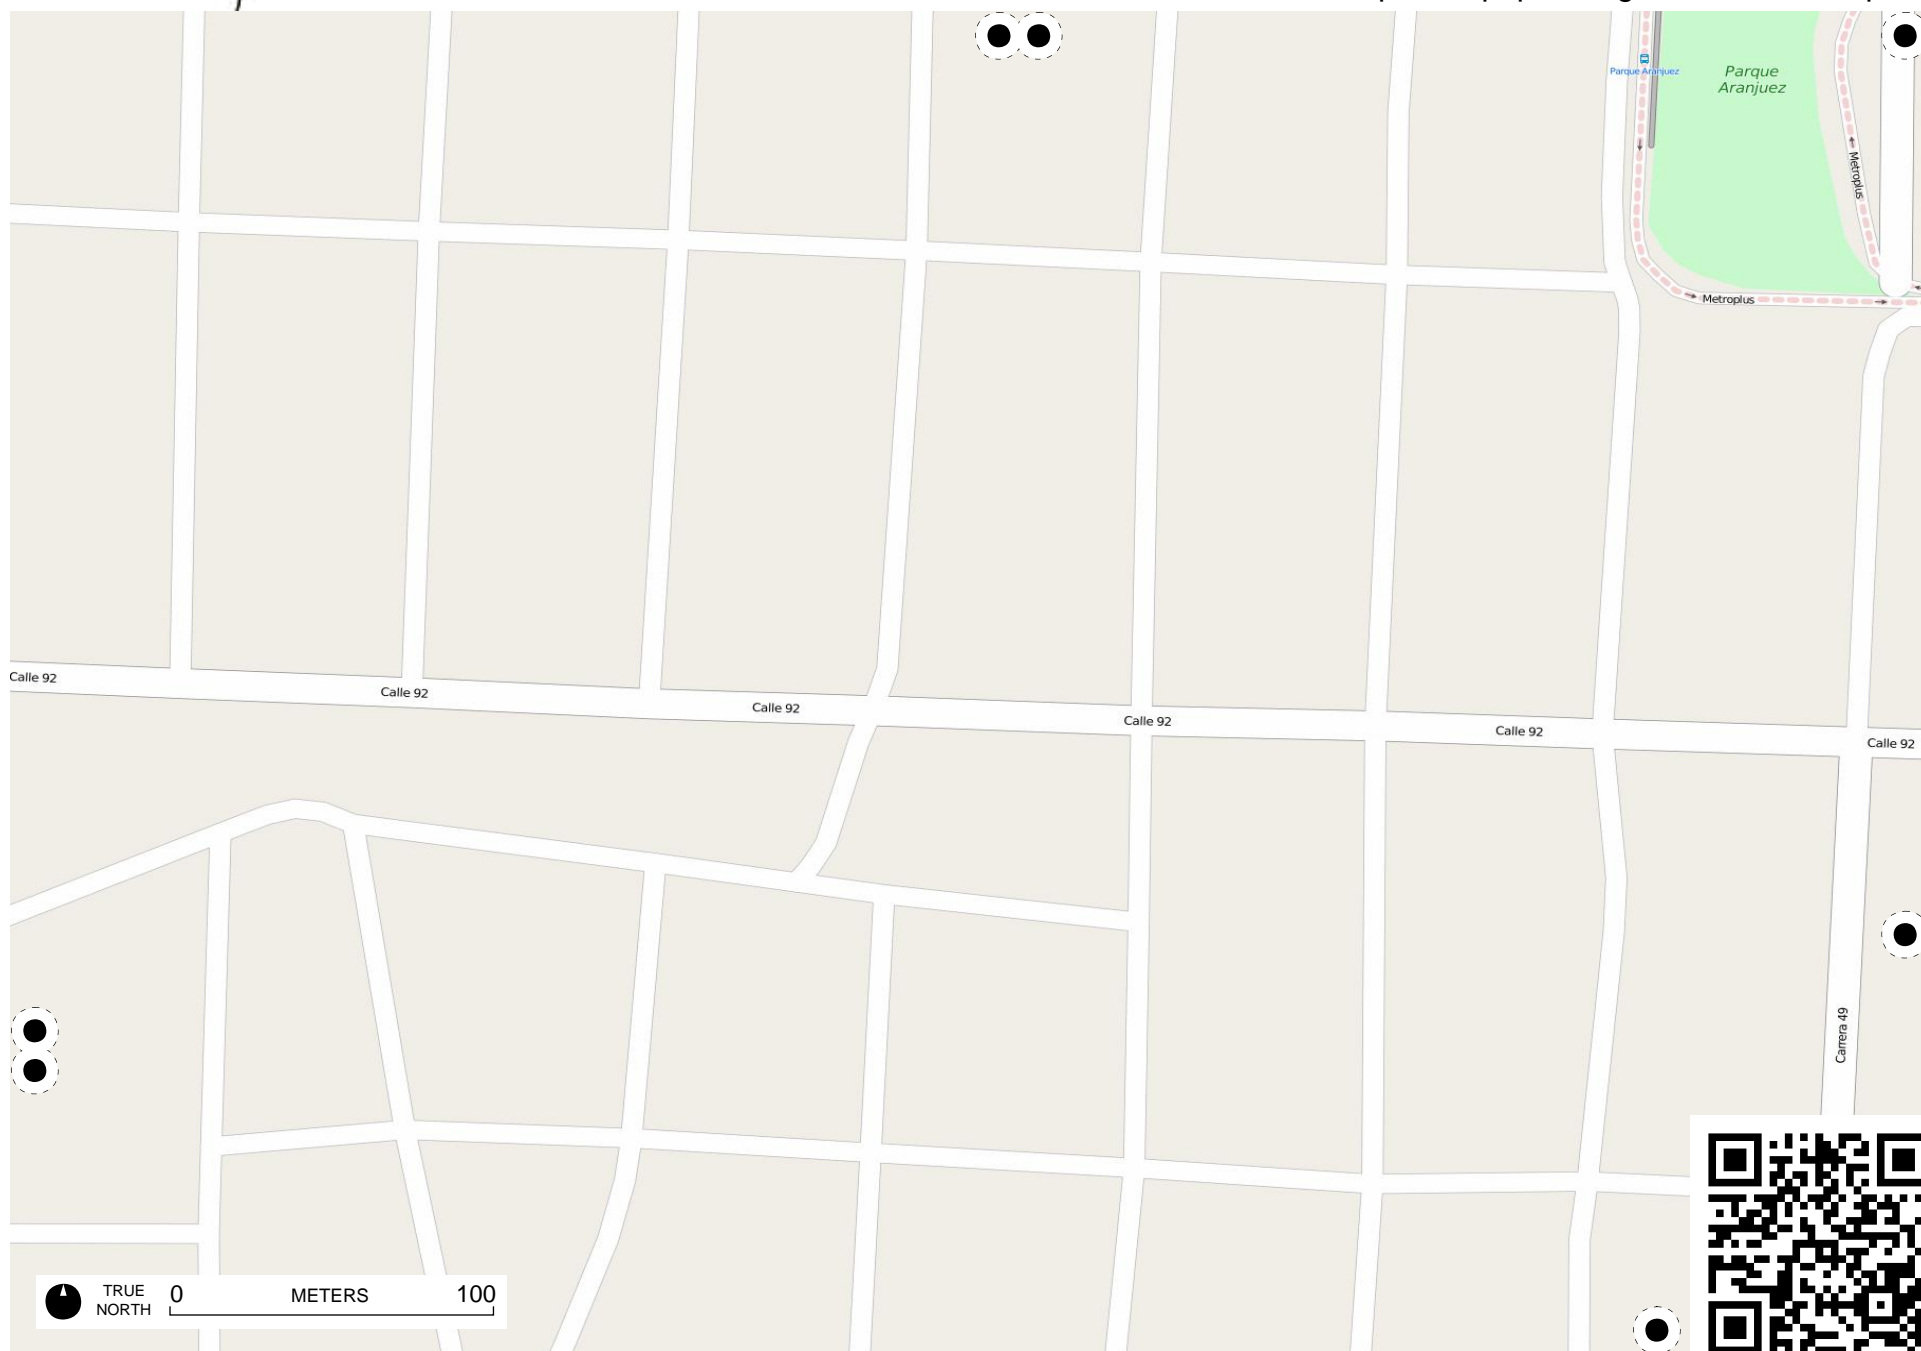 Parque Aranjuez
Parque
Aranjuez
Metroplus
Metroplus
Calle 92
Calle 92
Calle 92
Calle 92
Calle 92
Calle 92
Carrera 49
TRUE
NORTH
0 METERS 100